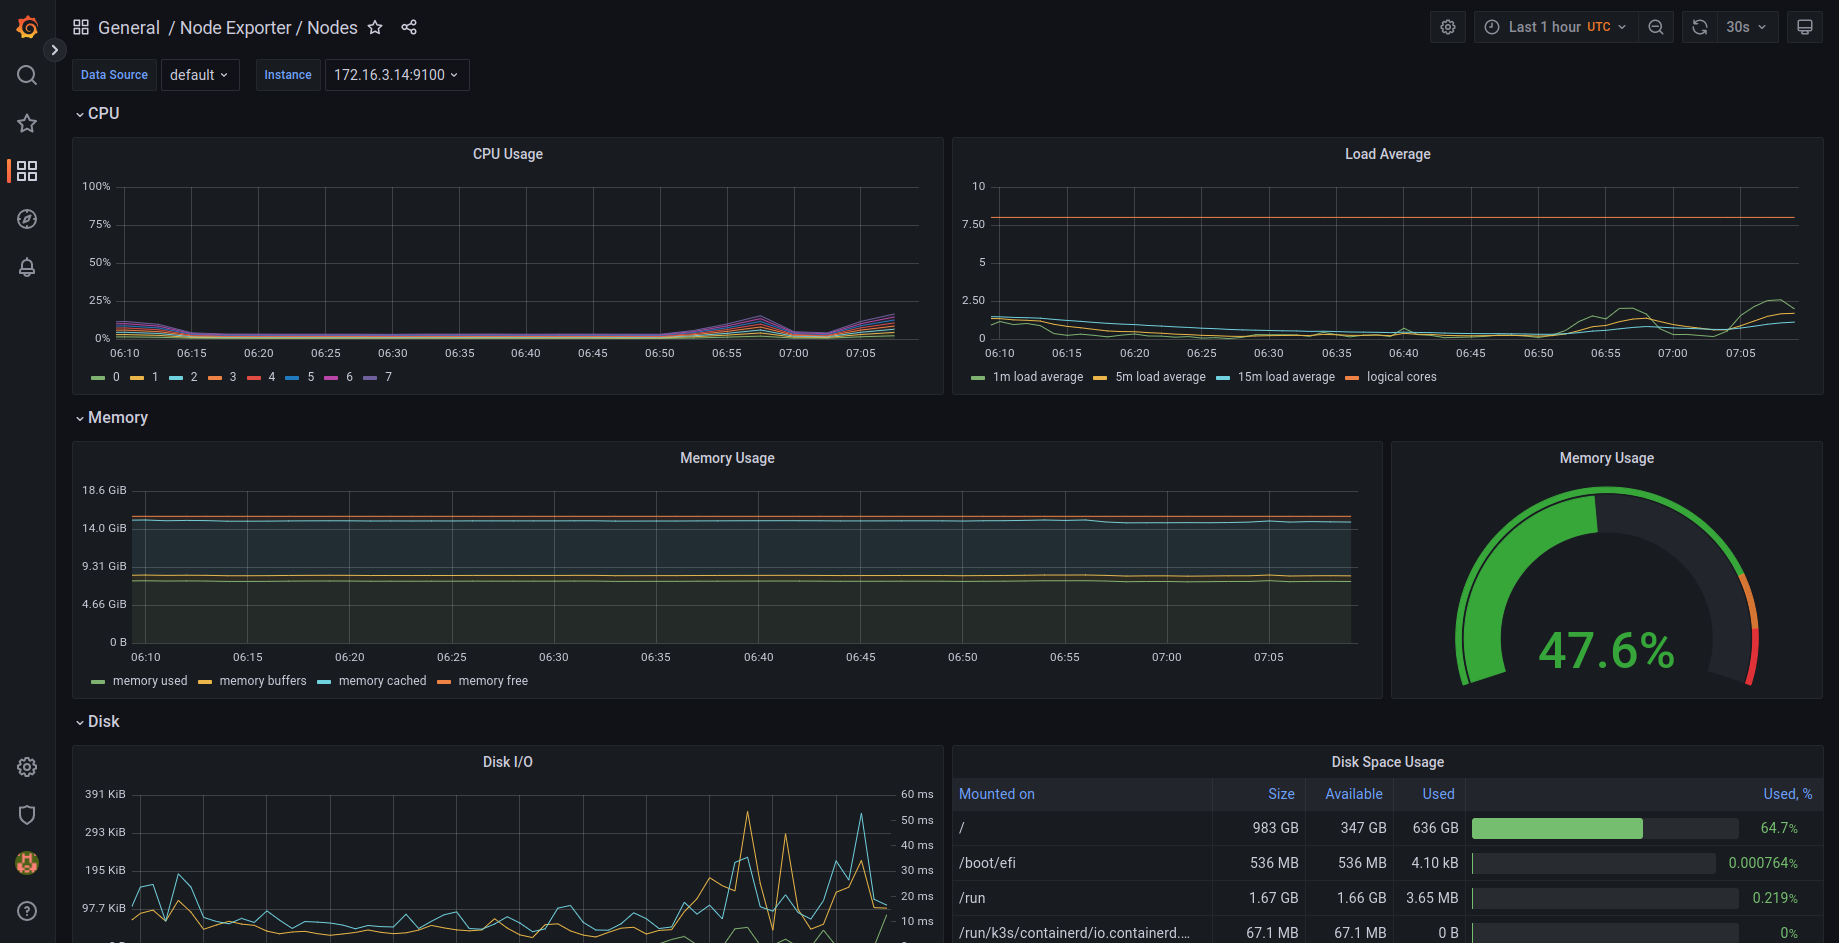 General / Node Exporter / Nodes
Last 1 hour UTC
30s
Data Source default Instance 172.16.3.14:9100
CPU
CPU Usage
100%
75%
50%
25%
0%
06:10 06:15 06:20 06:25 06:30 06:35 06:40 06:45 06:50 06:55 07:00 07:05
0 1 2 3 4 5 6 7
Load Average
10
7.50
5
2.50
0
06:10 06:15 06:20 06:25 06:30 06:35 06:40 06:45 06:50 06:55 07:00 07:05
1m load average 5m load average 15m load average logical cores
Memory
Memory Usage
18.6 GiB
14.0 GiB
9.31 GiB
4.66 GiB
0 B
06:10 06:15 06:20 06:25 06:30 06:35 06:40 06:45 06:50 06:55 07:00 07:05
memory used memory buffers memory cached memory free
Memory Usage
47.6%
Disk
Disk I/O
391 KiB
293 KiB
195 KiB
97.7 KiB
60 ms
50 ms
40 ms
30 ms
20 ms
10 ms
Disk Space Usage
Mounted on Size Available Used Used, %
/ 983 GB 347 GB 636 GB 64.7%
/boot/efi 536 MB 536 MB 4.10 kB 0.000764%
/run 1.67 GB 1.66 GB 3.65 MB 0.219%
/run/k3s/containerd/io.containerd.... 67.1 MB 67.1 MB 0 B 0%